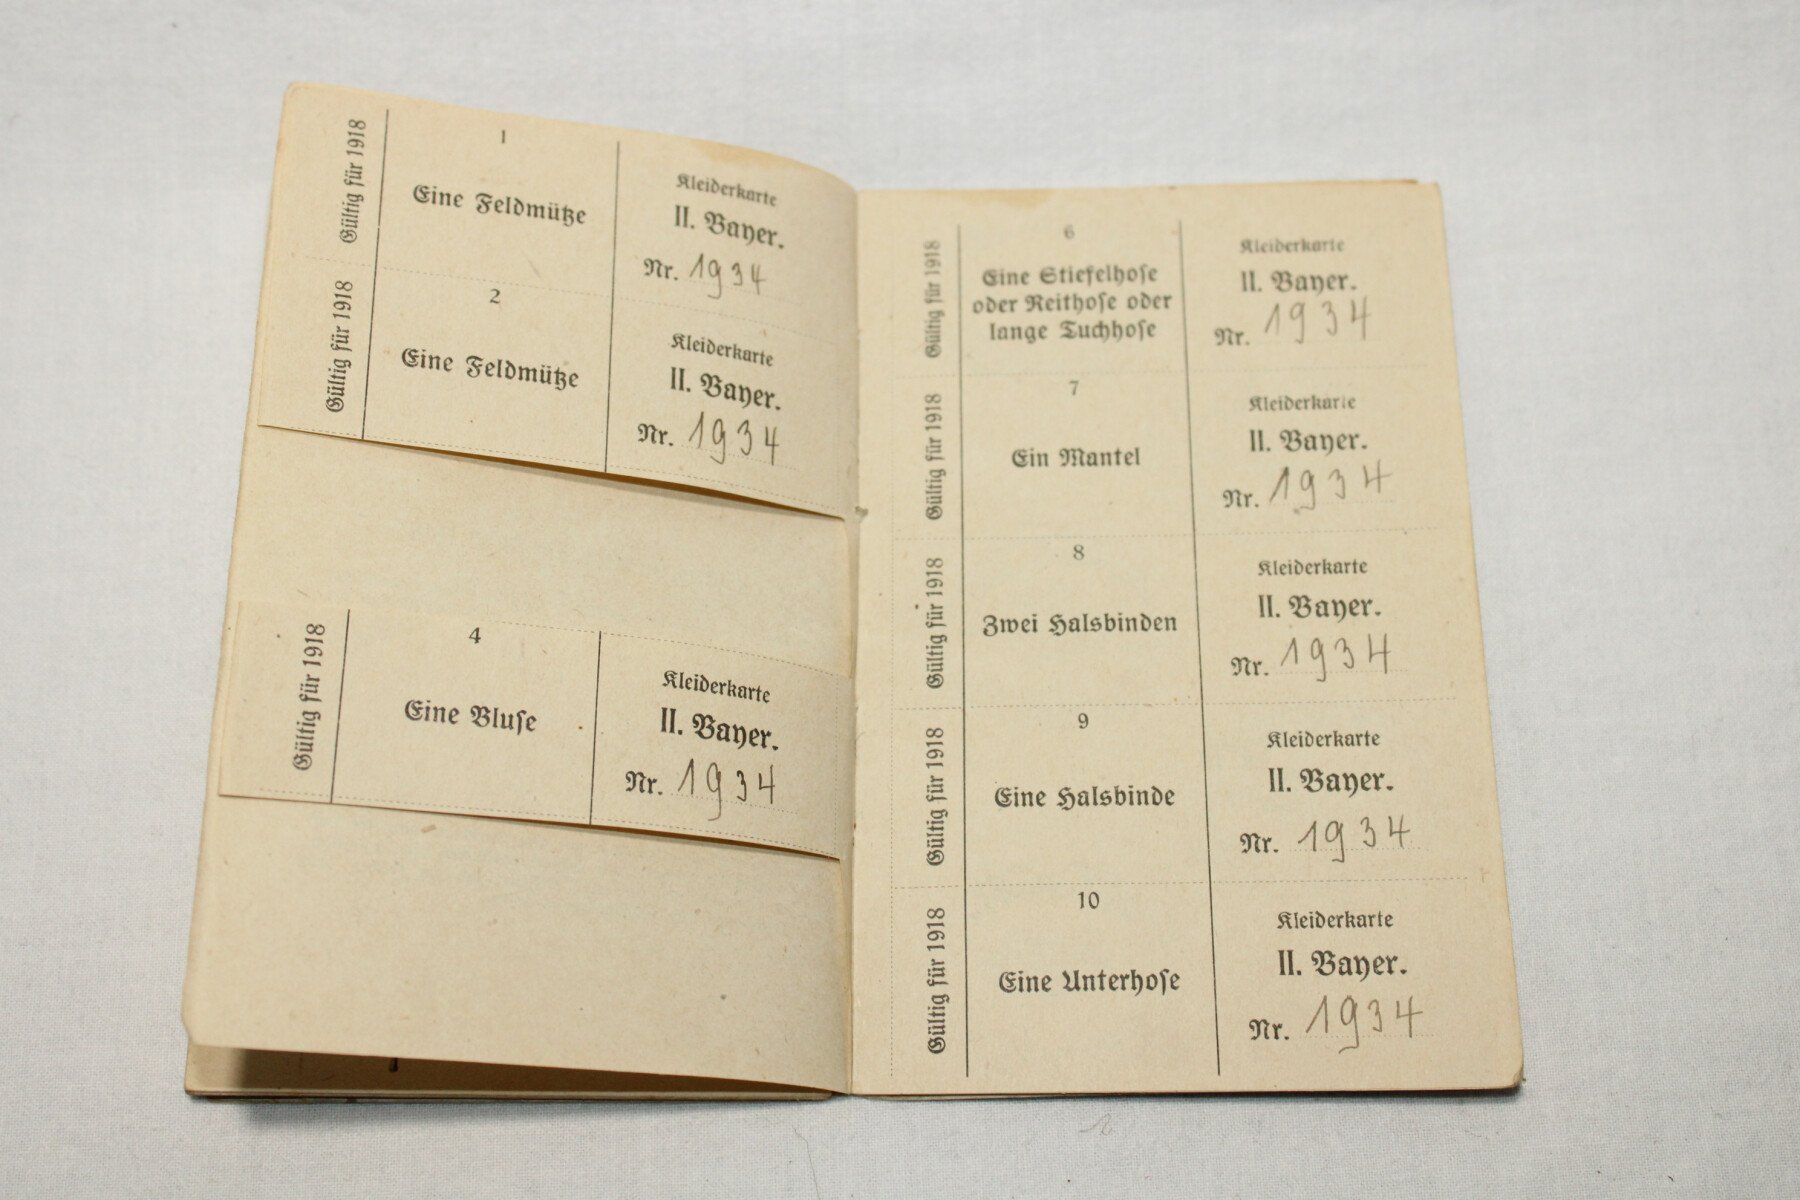 Gültig für 1918
1
Eine Feldmütze
Kleiderkarte
II. Bayer.
Nr. 1934
Gültig für 1918
2
Eine Feldmütze
Kleiderkarte
II. Bayer.
Nr. 1934
Gültig für 1918
4
Eine Bluſe
Kleiderkarte
II. Bayer.
Nr. 1934
Gültig für 1918
6
Eine Stiefelhoſe
oder Reithoſe oder
lange Tuchhoſe
Kleiderkarte
II. Bayer.
Nr. 1934
Gültig für 1918
7
Ein Mantel
Kleiderkarte
II. Bayer.
Nr. 1934
Gültig für 1918
8
Zwei Halsbinden
Kleiderkarte
II. Bayer.
Nr. 1934
Gültig für 1918
9
Eine Halsbinde
Kleiderkarte
II. Bayer.
Nr. 1934
Gültig für 1918
10
Eine Unterhoſe
Kleiderkarte
II. Bayer.
Nr. 1934